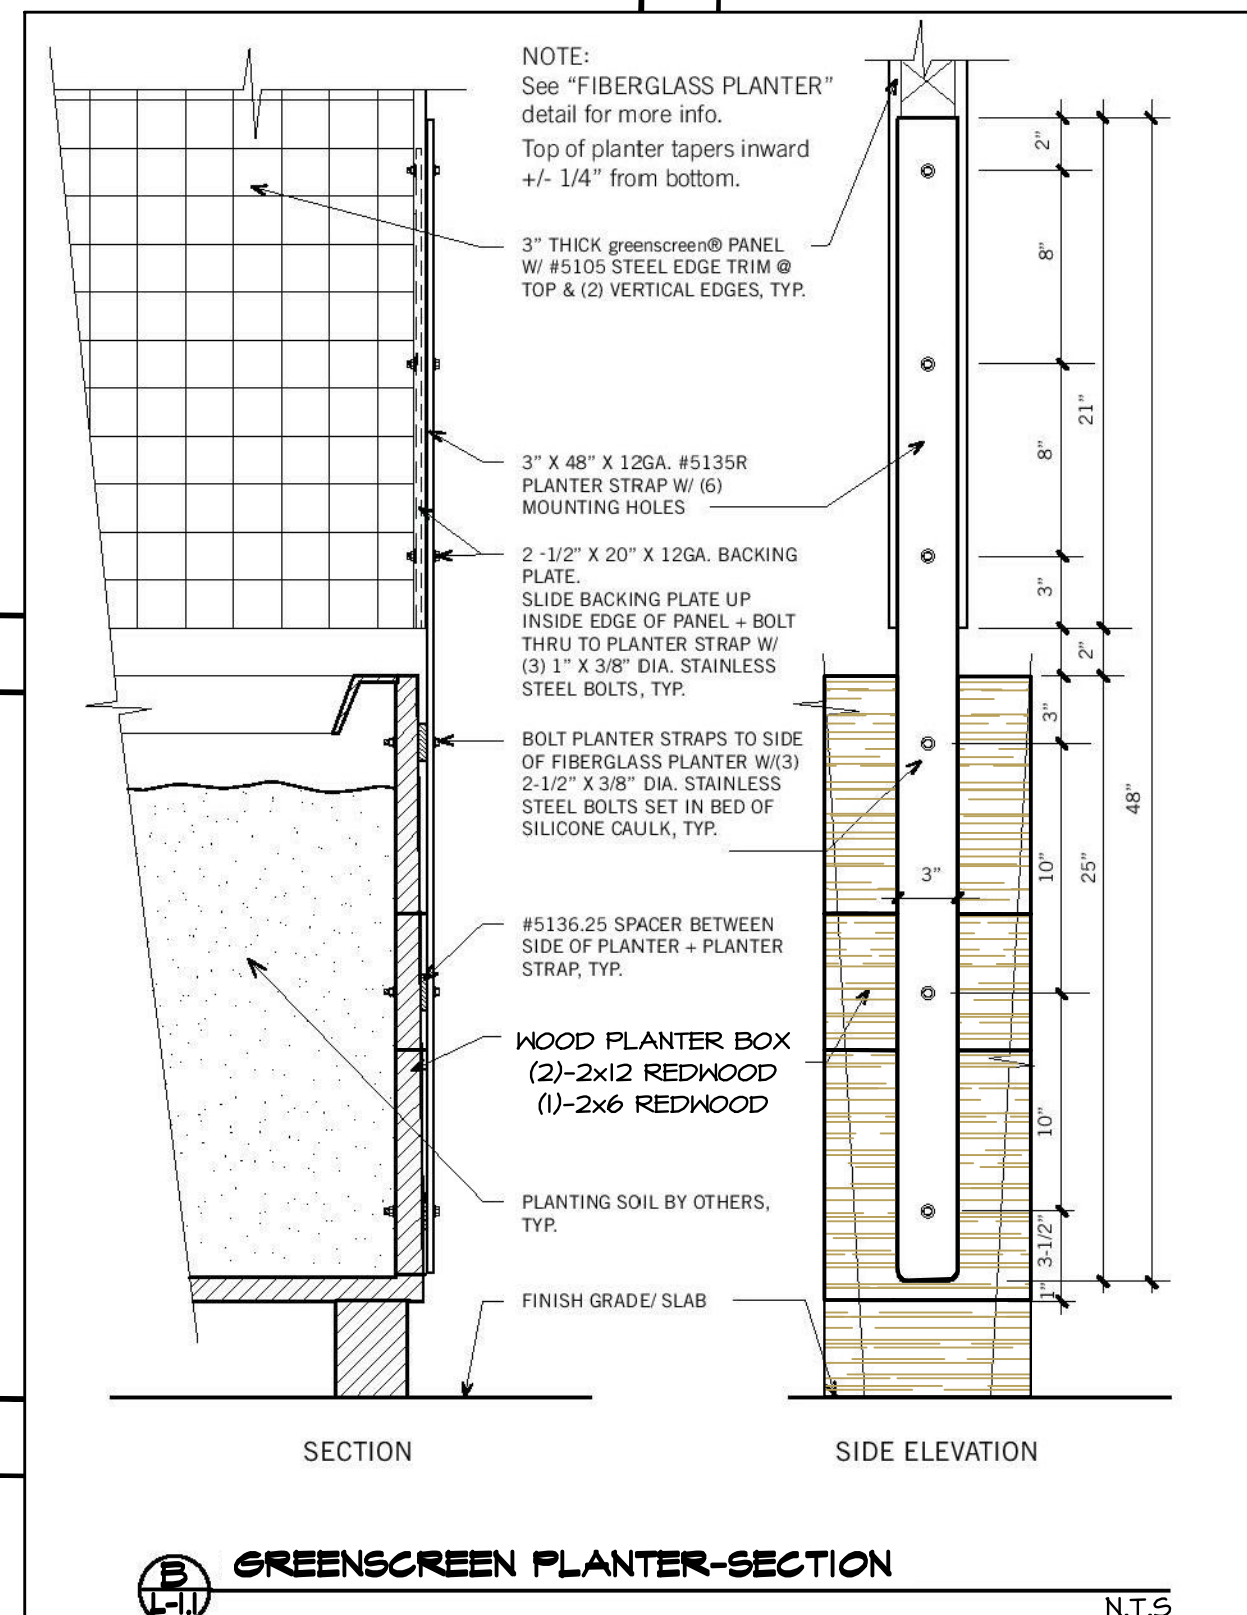 NOTE:
See “FIBERGLASS PLANTER”
detail for more info.
Top of planter tapers inward
+/- 1/4” from bottom.
3” THICK greenscreen® PANEL
W/ #5105 STEEL EDGE TRIM @
TOP & (2) VERTICAL EDGES, TYP.
3” X 48” X 12GA. #5135R
PLANTER STRAP W/ (6)
MOUNTING HOLES
2 -1/2” X 20” X 12GA. BACKING
PLATE.
SLIDE BACKING PLATE UP
INSIDE EDGE OF PANEL + BOLT
THRU TO PLANTER STRAP W/
(3) 1” X 3/8” DIA. STAINLESS
STEEL BOLTS, TYP.
BOLT PLANTER STRAPS TO SIDE
OF FIBERGLASS PLANTER W/(3)
2-1/2” X 3/8” DIA. STAINLESS
STEEL BOLTS SET IN BED OF
SILICONE CAULK, TYP.
#5136.25 SPACER BETWEEN
SIDE OF PLANTER + PLANTER
STRAP, TYP.
WOOD PLANTER BOX
(2)-2x12 REDWOOD
(1)-2x6 REDWOOD
PLANTING SOIL BY OTHERS,
TYP.
FINISH GRADE/ SLAB
2”
8”
8”
3”
2”
3”
10”
10”
3-1/2”
1”
21”
25”
48”
3”
SECTION
SIDE ELEVATION
B
L-1.1
GREENSCREEN PLANTER-SECTION
N.T.S